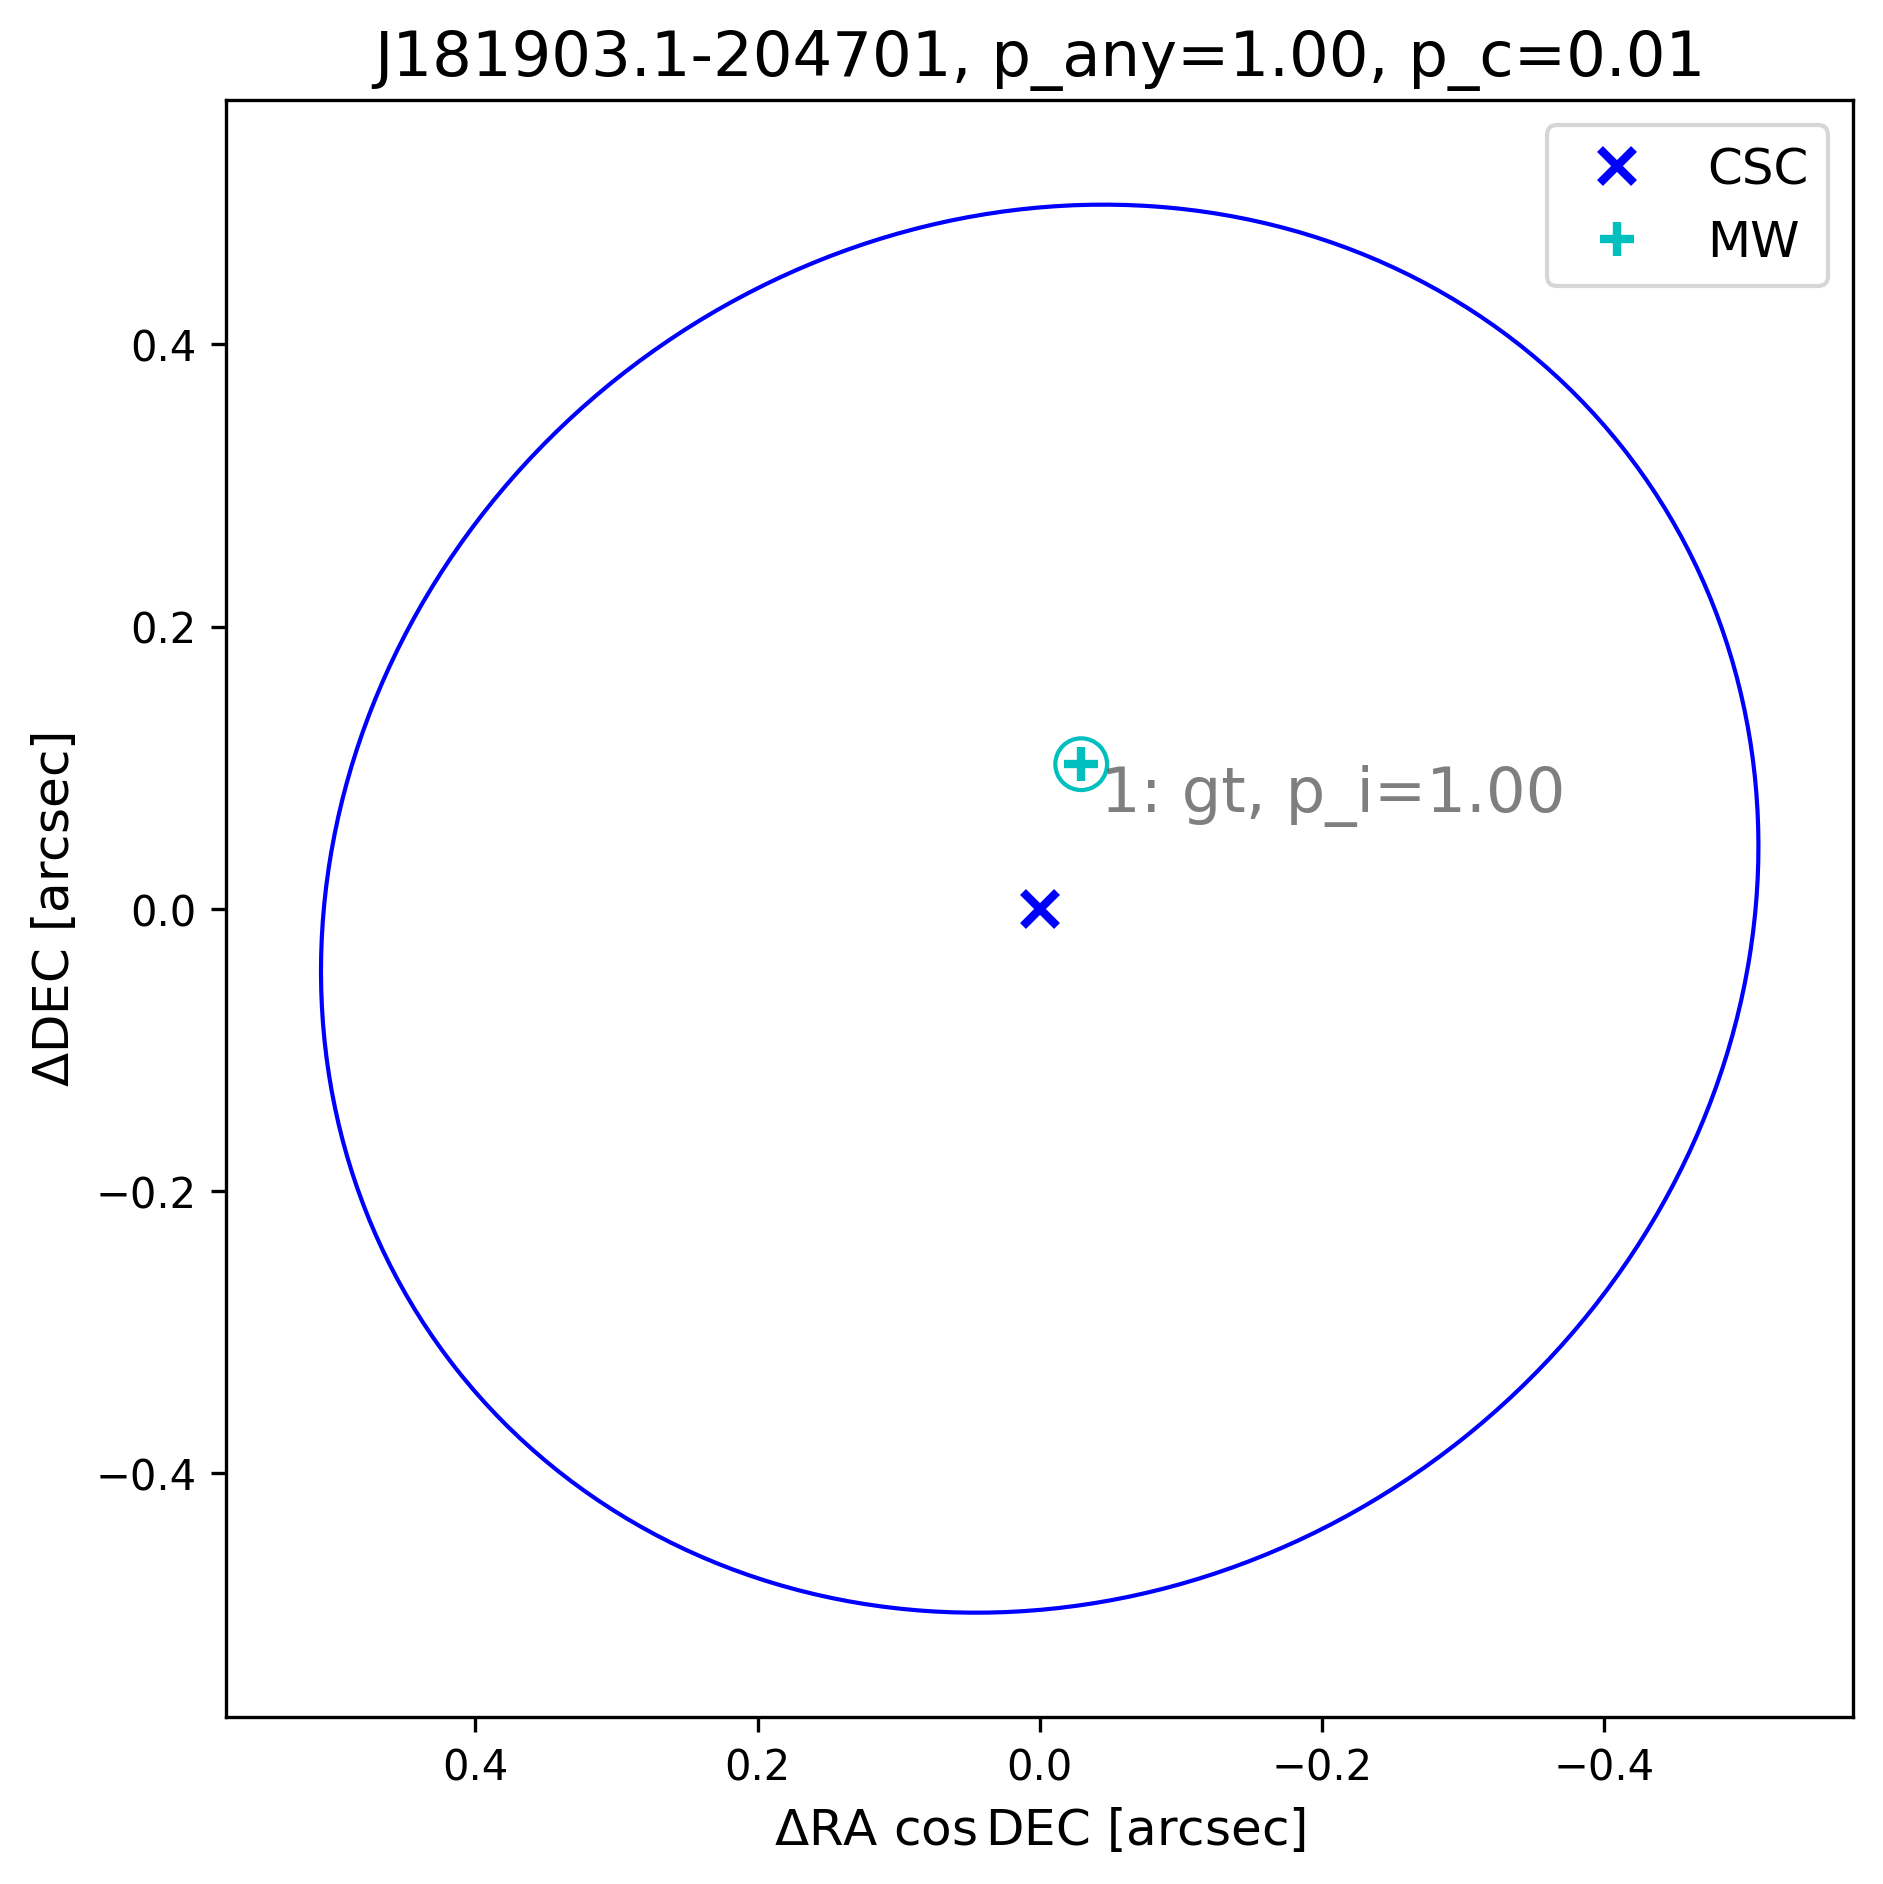 J181903.1-204701, p_any=1.00, p_c=0.01
CSC
MW
0.4
0.2
0.0
−0.2
−0.4
ΔDEC [arcsec]
1: gt, p_i=1.00
0.4
0.2
0.0
−0.2
−0.4
ΔRA cos DEC [arcsec]